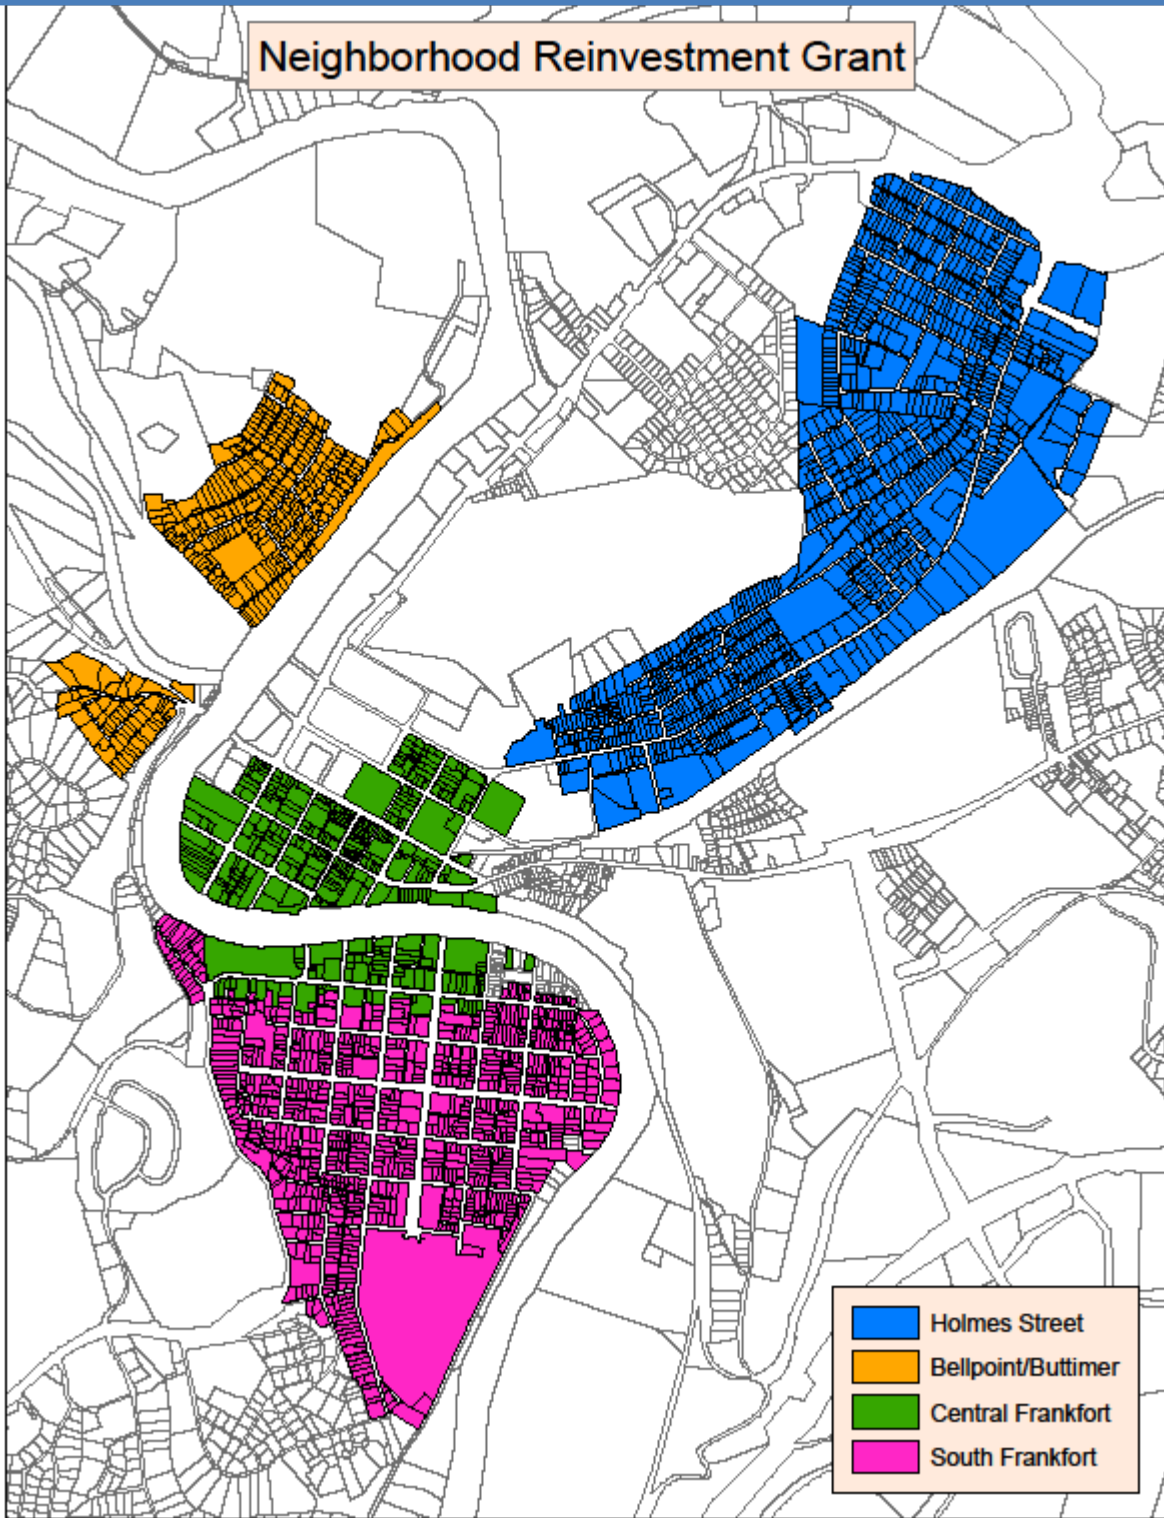 Neighborhood Reinvestment Grant
Holmes Street
Bellpoint/Buttimer
Central Frankfort
South Frankfort